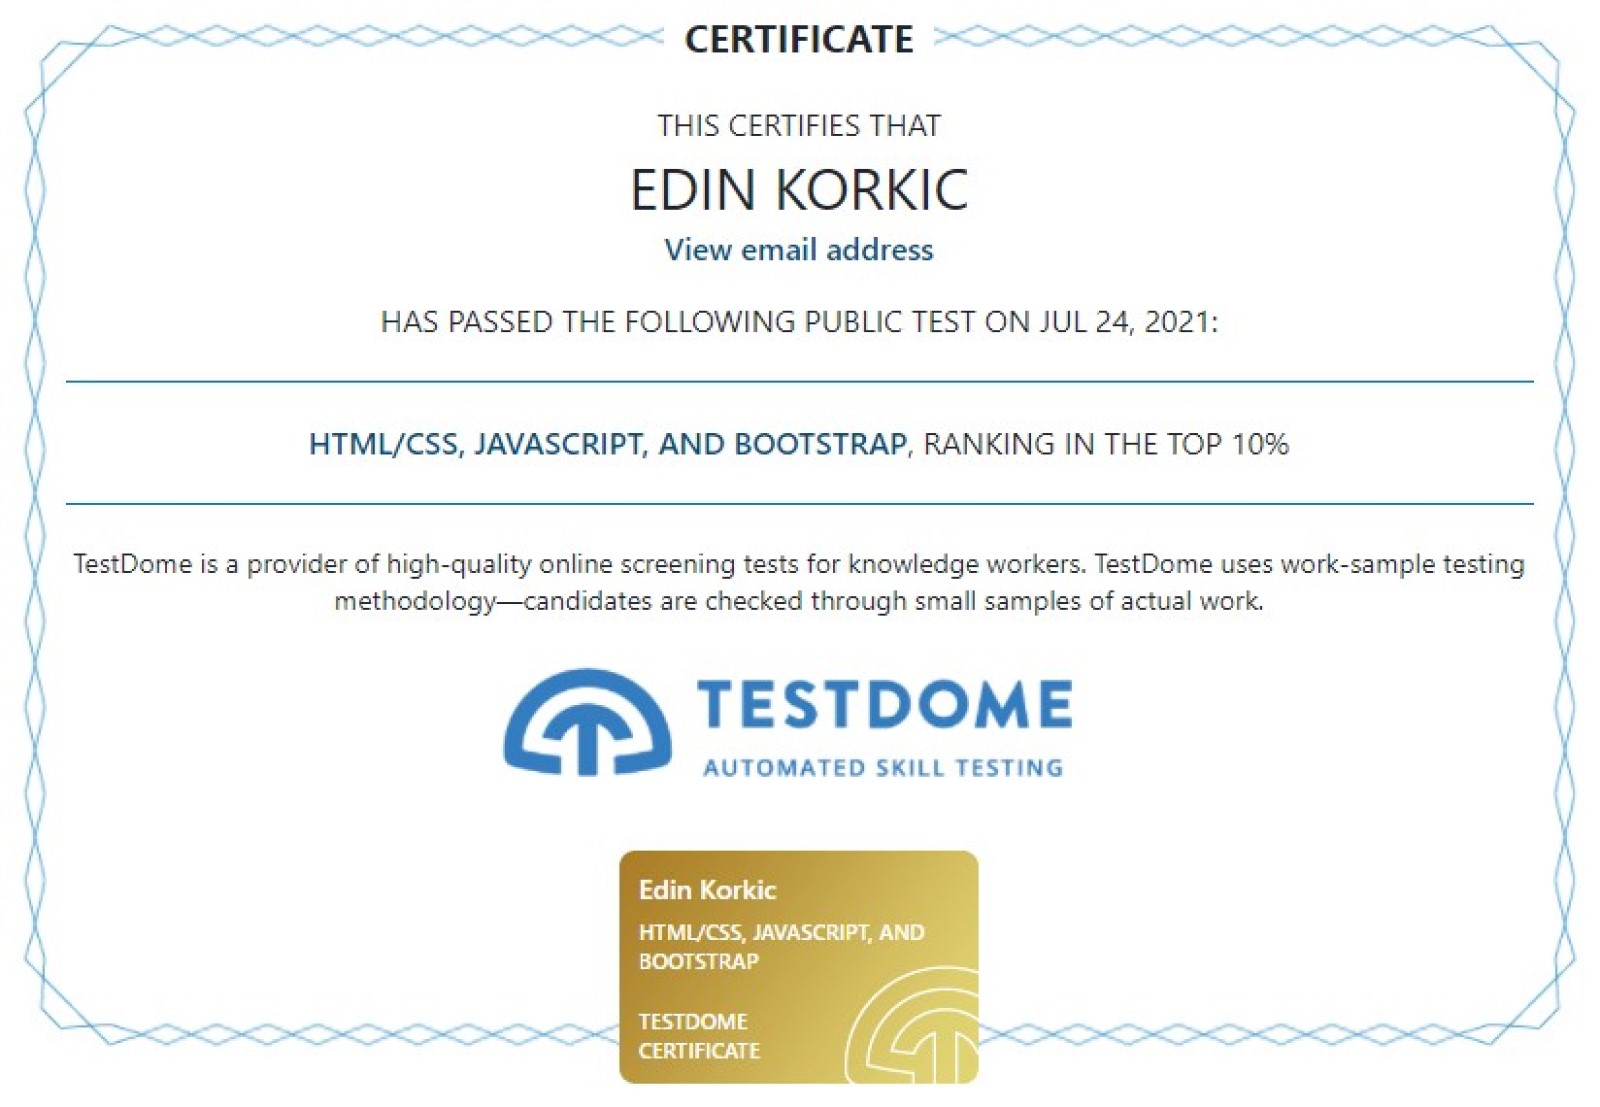 CERTIFICATE
THIS CERTIFIES THAT
EDIN KORKIC
View email address
HAS PASSED THE FOLLOWING PUBLIC TEST ON JUL 24, 2021:
HTML/CSS, JAVASCRIPT, AND BOOTSTRAP, RANKING IN THE TOP 10%
TestDome is a provider of high-quality online screening tests for knowledge workers. TestDome uses work-sample testing
methodology—candidates are checked through small samples of actual work.
TESTDOME
AUTOMATED SKILL TESTING
Edin Korkic
HTML/CSS, JAVASCRIPT, AND
BOOTSTRAP
TESTDOME
CERTIFICATE